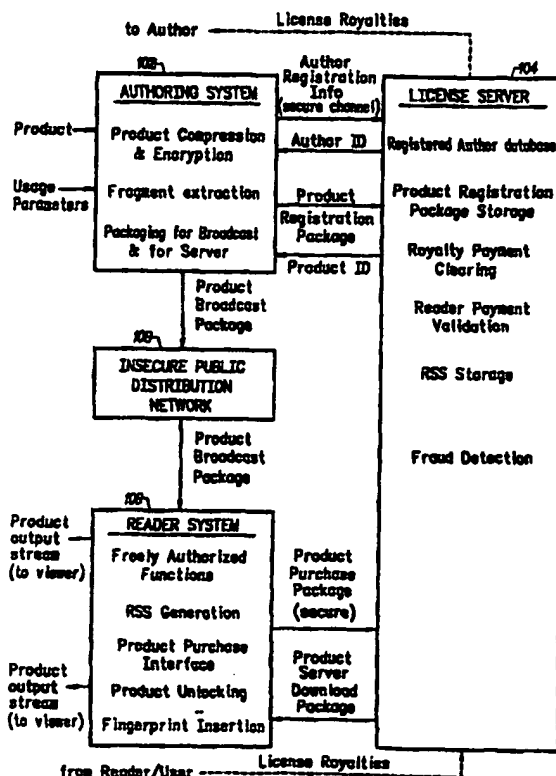 License Royalties
to Author
102
AUTHORING SYSTEM
Product Compression
& Encryption
Fragment extraction
Packaging for Broadcast
& for Server
Product
Usage
Parameters
Author
Registration
Info
(secure channel)
Author ID
Product
Registration
Package
Product ID
104
LICENSE SERVER
Registered Author database
Product Registration
Package Storage
Royalty Payment
Clearing
Reader Payment
Validation
RSS Storage
Fraud Detection
Product
Broadcast
Package
INSECURE PUBLIC
DISTRIBUTION
NETWORK
Product
Broadcast
Package
READER SYSTEM
Freely Authorized
Functions
RSS Generation
Product Purchase
Interface
Product Unlocking
Fingerprint Insertion
Product
output
stream
(to viewer)
Product
output
stream
(to viewer)
Product
Purchase
Package
(secure)
Product
Server
Download
Package
License Royalties
from Reader/User